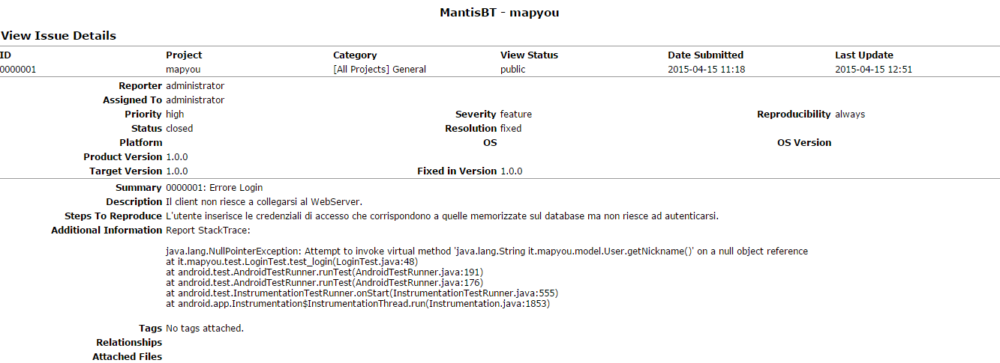 MantisBT - mapyou
View Issue Details
ID Project Category View Status Date Submitted Last Update
0000001 mapyou [All Projects] General public 2015-04-15 11:18 2015-04-15 12:51
Reporter administrator
Assigned To administrator
Priority high Severity feature Reproducibility always
Status closed Resolution fixed
Platform OS OS Version
Product Version 1.0.0
Target Version 1.0.0 Fixed in Version 1.0.0
Summary 0000001: Errore Login
Description Il client non riesce a collegarsi al WebServer.
Steps To Reproduce L'utente inserisce le credenziali di accesso che corrispondono a quelle memorizzate sul database ma non riesce ad autenticarsi.
Additional Information Report StackTrace:
java.lang.NullPointerException: Attempt to invoke virtual method 'java.lang.String it.mapyou.model.User.getNickname()' on a null object reference
at it.mapyou.test.LoginTest.test_login(LoginTest.java:48)
at android.test.AndroidTestRunner.runTest(AndroidTestRunner.java:191)
at android.test.AndroidTestRunner.runTest(AndroidTestRunner.java:176)
at android.test.InstrumentationTestRunner.onStart(InstrumentationTestRunner.java:555)
at android.app.Instrumentation$InstrumentationThread.run(Instrumentation.java:1853)
Tags No tags attached.
Relationships
Attached Files